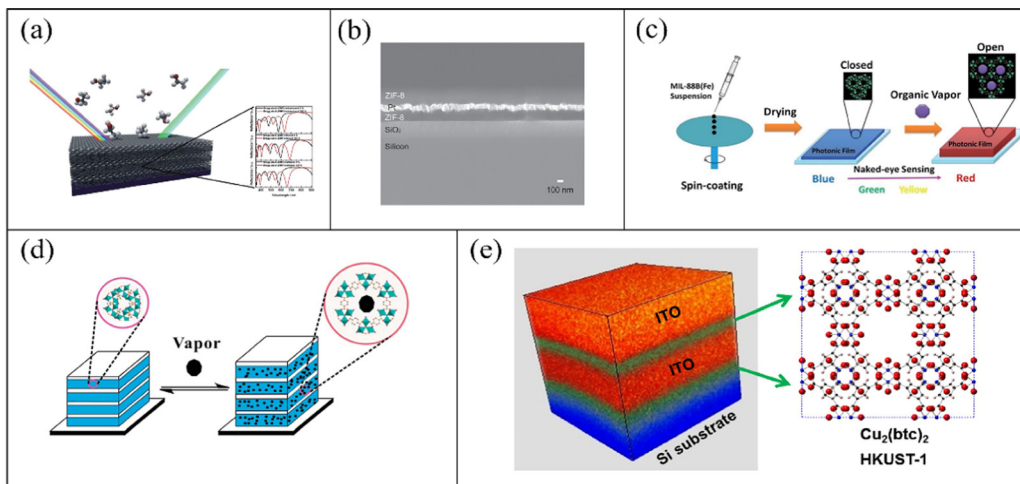 (a)
(b)
ZIF-8
Pt
ZIF-8
SiO₂
Silicon
100 nm
(c)
MIL-88B(Fe)
Suspension
Spin-coating
Drying
Closed
Photonic Film
Blue
Organic Vapor
Naked-eye Sensing
Green Yellow
Open
Photonic Film
Red
(d)
Vapor
(e)
ITO
ITO
Si substrate
Cu₂(btc)₂
HKUST-1